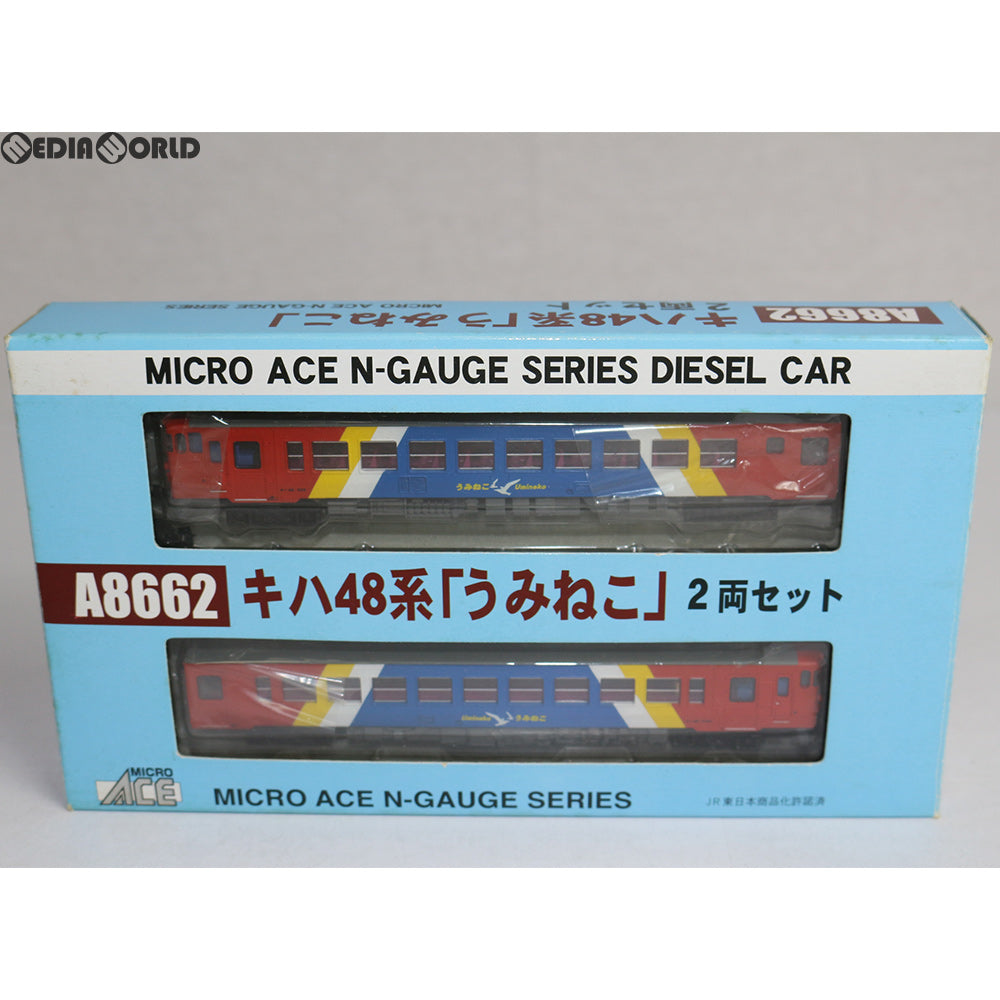 MEDIA WORLD
A8662 キハ48系「うみねこ」
2両セット
MICRO ACE N-GAUGE SERIES
MICRO ACE N-GAUGE SERIES DIESEL CAR
うみねこ Umineko
A8662 キハ48系「うみねこ」 2両セット
Umineko うみねこ
MICRO
ACE
MICRO ACE N-GAUGE SERIES
JR東日本商品化許諾済